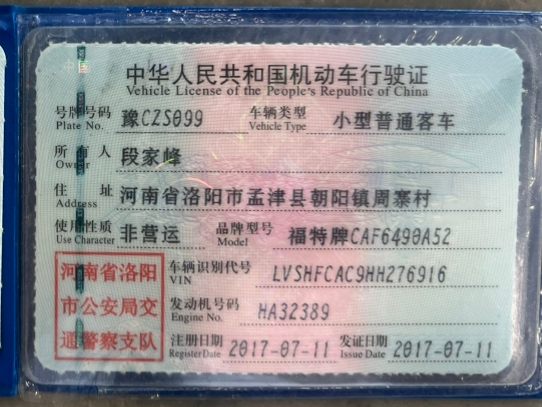 中华人民共和国机动车行驶证
Vehicle License of the People's Republic of China
号牌号码 豫CZS099 车辆类型 小型普通客车
Plate No. Vehicle Type
所有人 段家峰
Owner
住址 河南省洛阳市孟津县朝阳镇周寨村
Address
使用性质 非营运 品牌型号 福特牌CAF6490A52
Use Character Model
河南省洛阳 车辆识别代号 LVSHFCAC9HH276916
VIN
市公安局交 发动机号码 HA32389
Engine No.
通警察支队 注册日期 2017-07-11 发证日期 2017-07-11
Register Date Issue Date